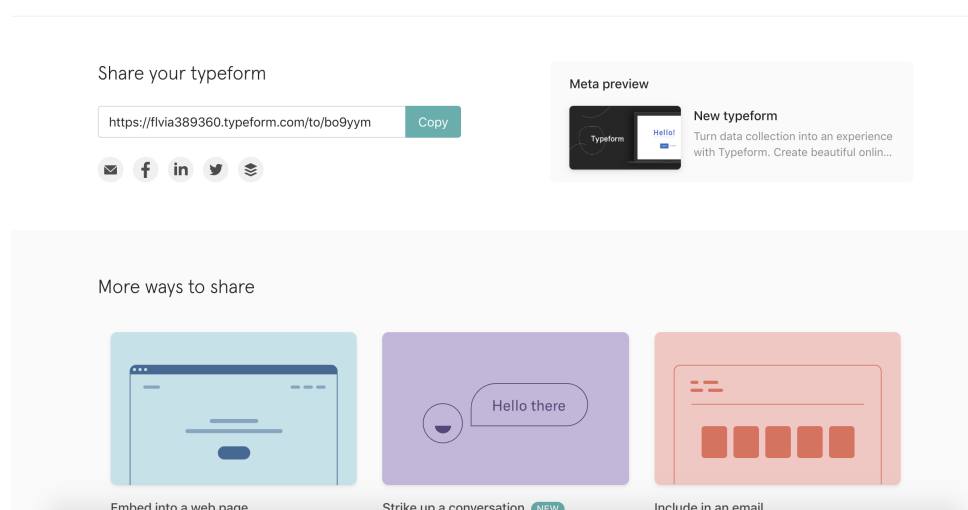 Share your typeform
https://flvia389360.typeform.com/to/bo9yym
Copy
Meta preview
Typeform
Hello!
New typeform
Turn data collection into an experience
with Typeform. Create beautiful onlin...
More ways to share
Hello there
Embed into a web page
Strike up a conversation NEW
Include in an email